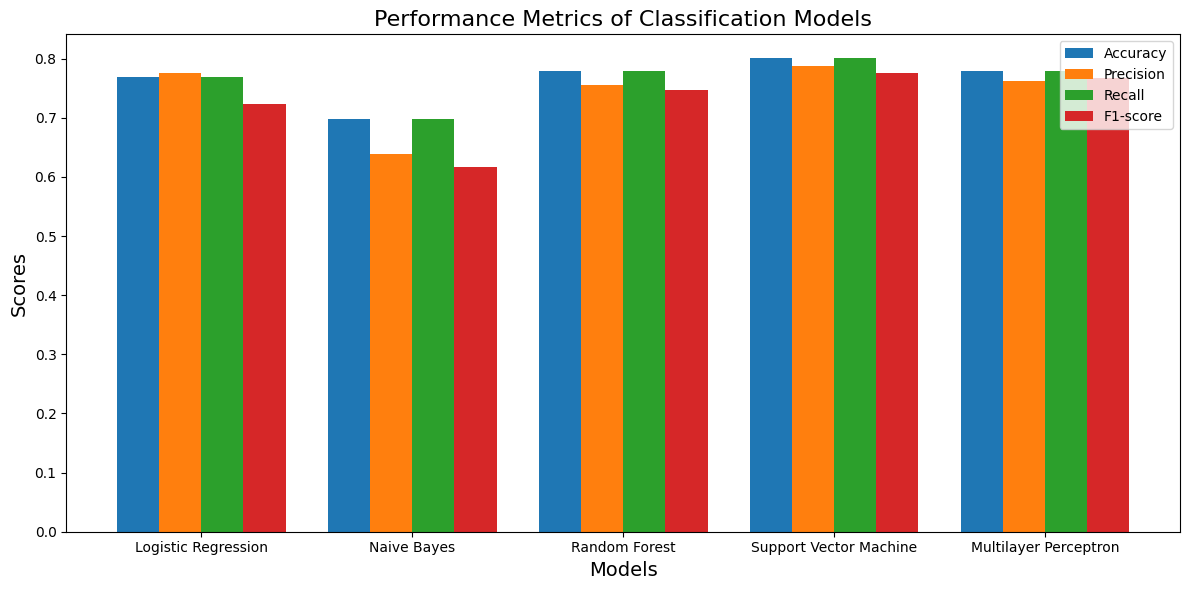 Performance Metrics of Classification Models
Accuracy
Precision
Recall
F1-score
Scores
0.8
0.7
0.6
0.5
0.4
0.3
0.2
0.1
0.0
Logistic Regression
Naive Bayes
Random Forest
Support Vector Machine
Multilayer Perceptron
Models